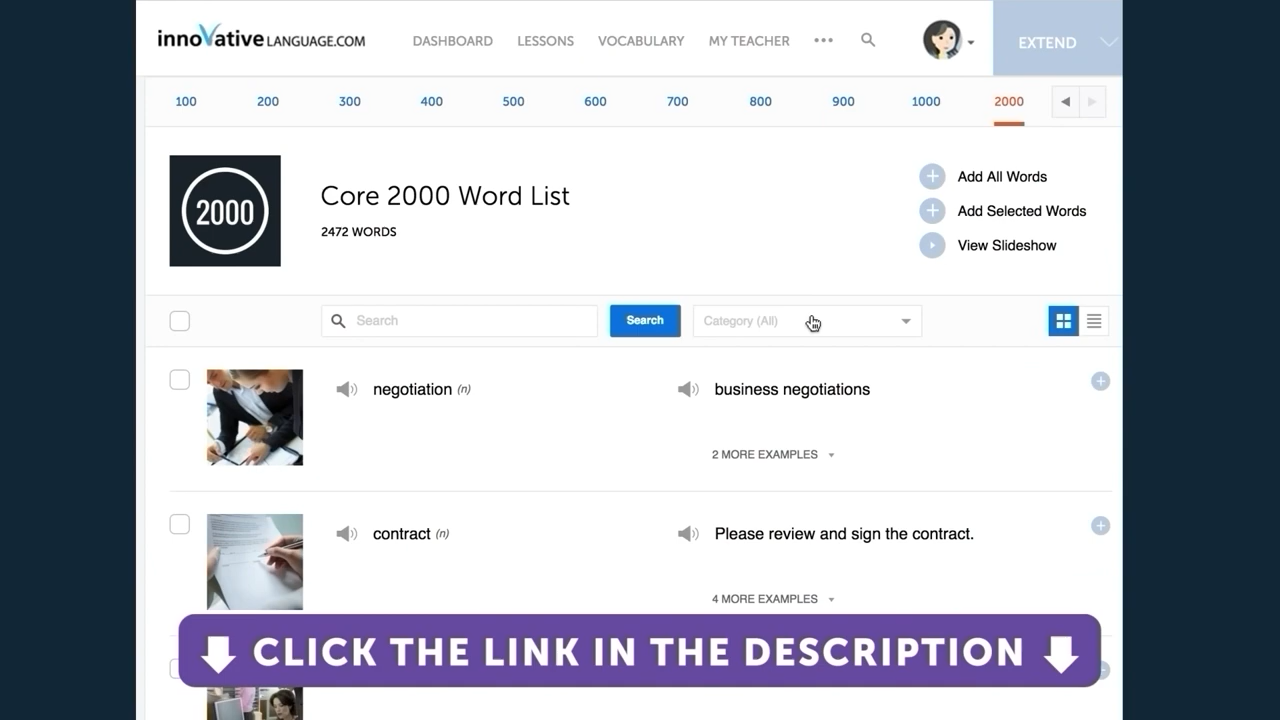 innoVative LANGUAGE.COM DASHBOARD LESSONS VOCABULARY MY TEACHER ••• EXTEND
100 200 300 400 500 600 700 800 900 1000 2000
2000
Core 2000 Word List
2472 WORDS
Add All Words
Add Selected Words
View Slideshow
Search Search Category (All)
negotiation (n) business negotiations
2 MORE EXAMPLES
contract (n) Please review and sign the contract.
4 MORE EXAMPLES
CLICK THE LINK IN THE DESCRIPTION